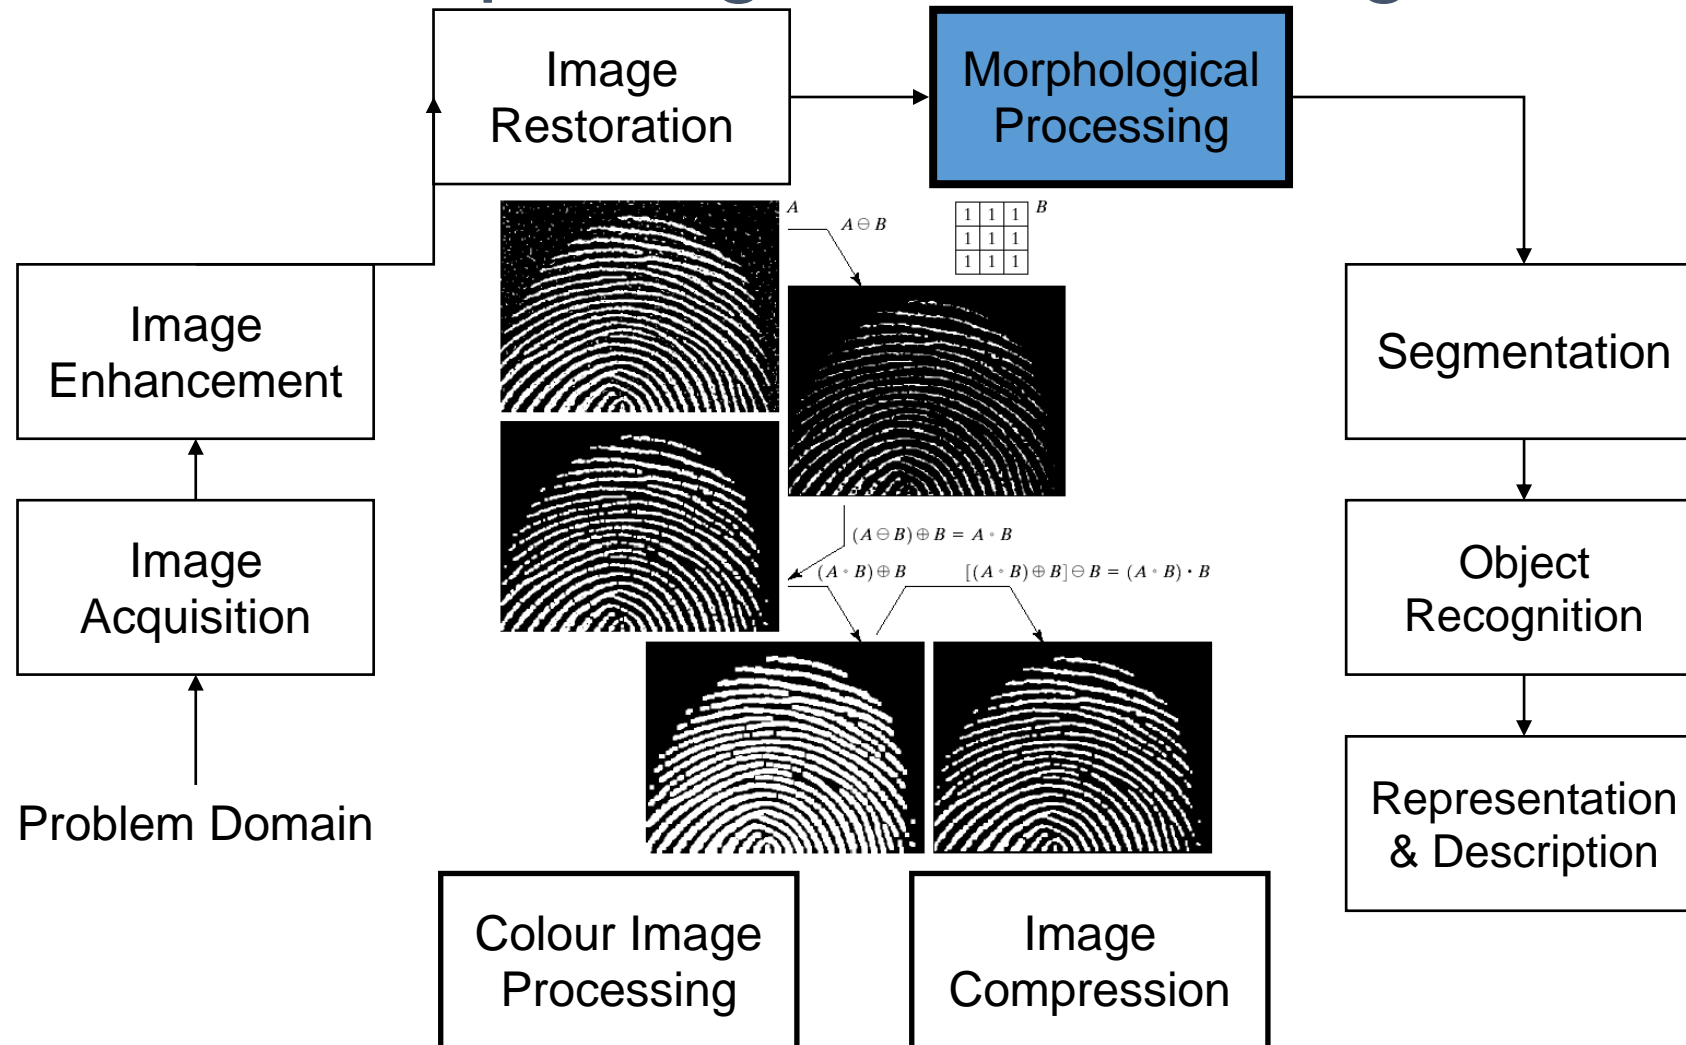 Image
Restoration
Morphological
Processing
A
A ⊖ B
1 1 1
1 1 1
1 1 1
B
Image
Enhancement
Segmentation
(A ⊖ B) ⊕ B = A ∘ B
(A ∘ B) ⊕ B
[(A ∘ B) ⊕ B] ⊖ B = (A ∘ B) • B
Image
Acquisition
Object
Recognition
Problem Domain
Representation
& Description
Colour Image
Processing
Image
Compression